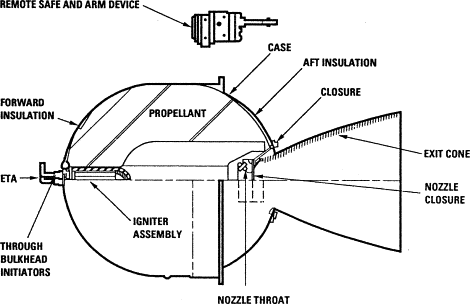 REMOTE SAFE AND ARM DEVICE
CASE
AFT INSULATION
CLOSURE
FORWARD
INSULATION
PROPELLANT
EXIT CONE
ETA
NOZZLE
CLOSURE
IGNITER
ASSEMBLY
THROUGH
BULKHEAD
INITIATORS
NOZZLE THROAT